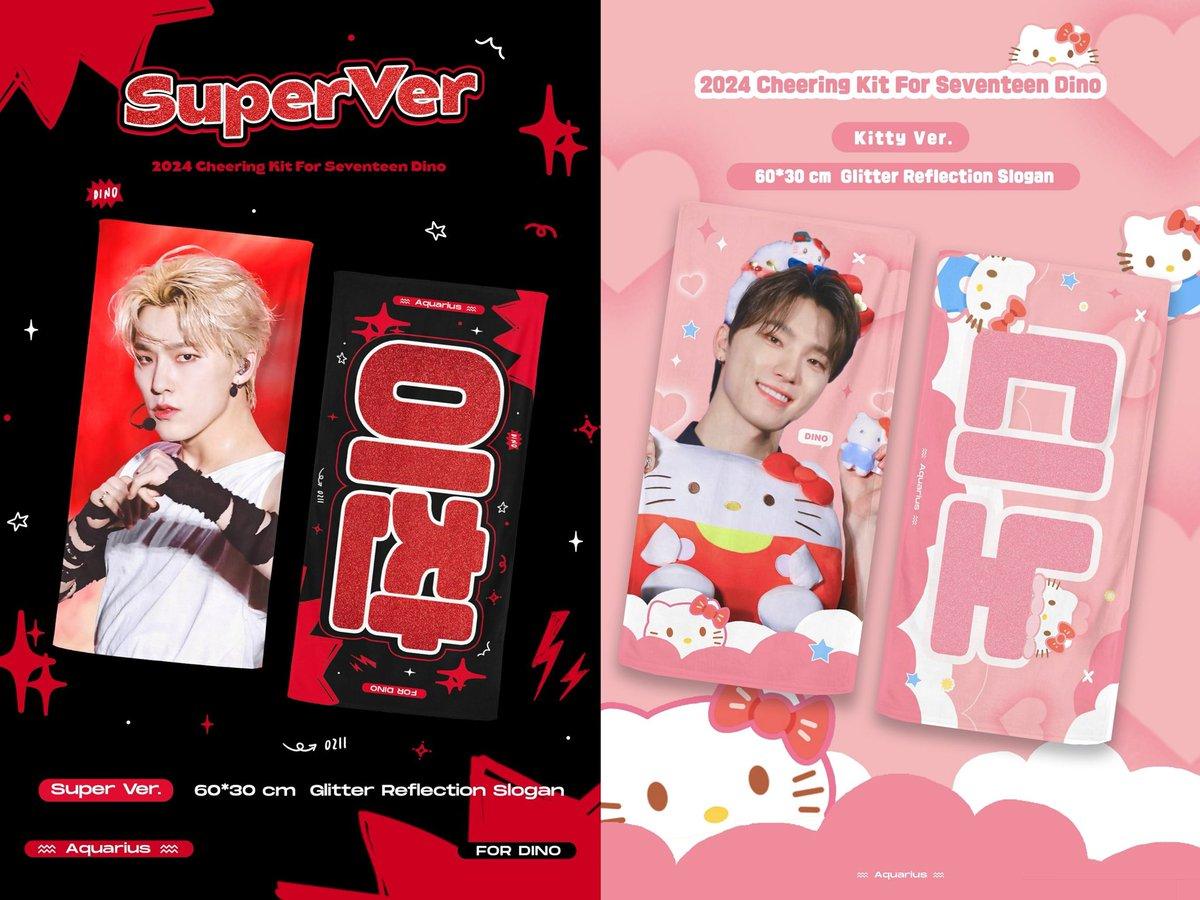 SuperVer
2024 Cheering Kit For Seventeen Dino
DINO
Aquarius
이찬
DINO
0211
FOR DINO
0211
Super Ver.
60*30 cm Glitter Reflection Slogan
Aquarius
FOR DINO
2024 Cheering Kit For Seventeen Dino
Kitty Ver.
60*30 cm Glitter Reflection Slogan
DINO
디노
Aquarius
Aquarius